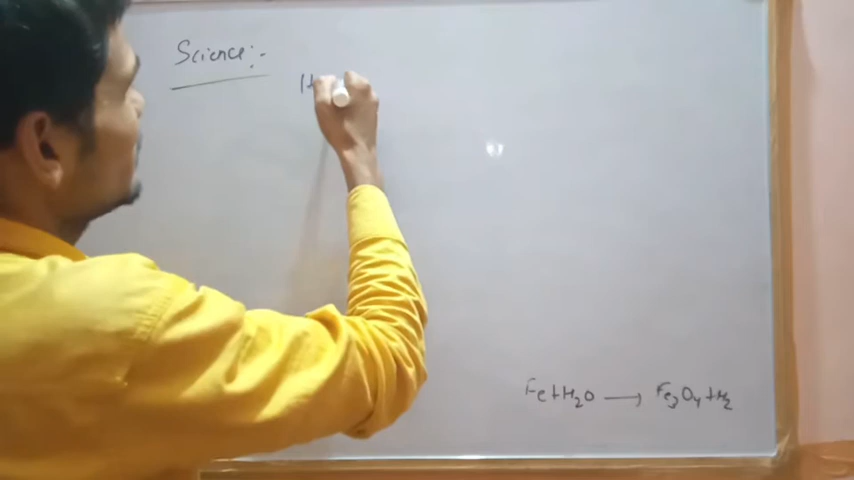 Science:-
H
Fe+H₂O → Fe₃O₄+H₂